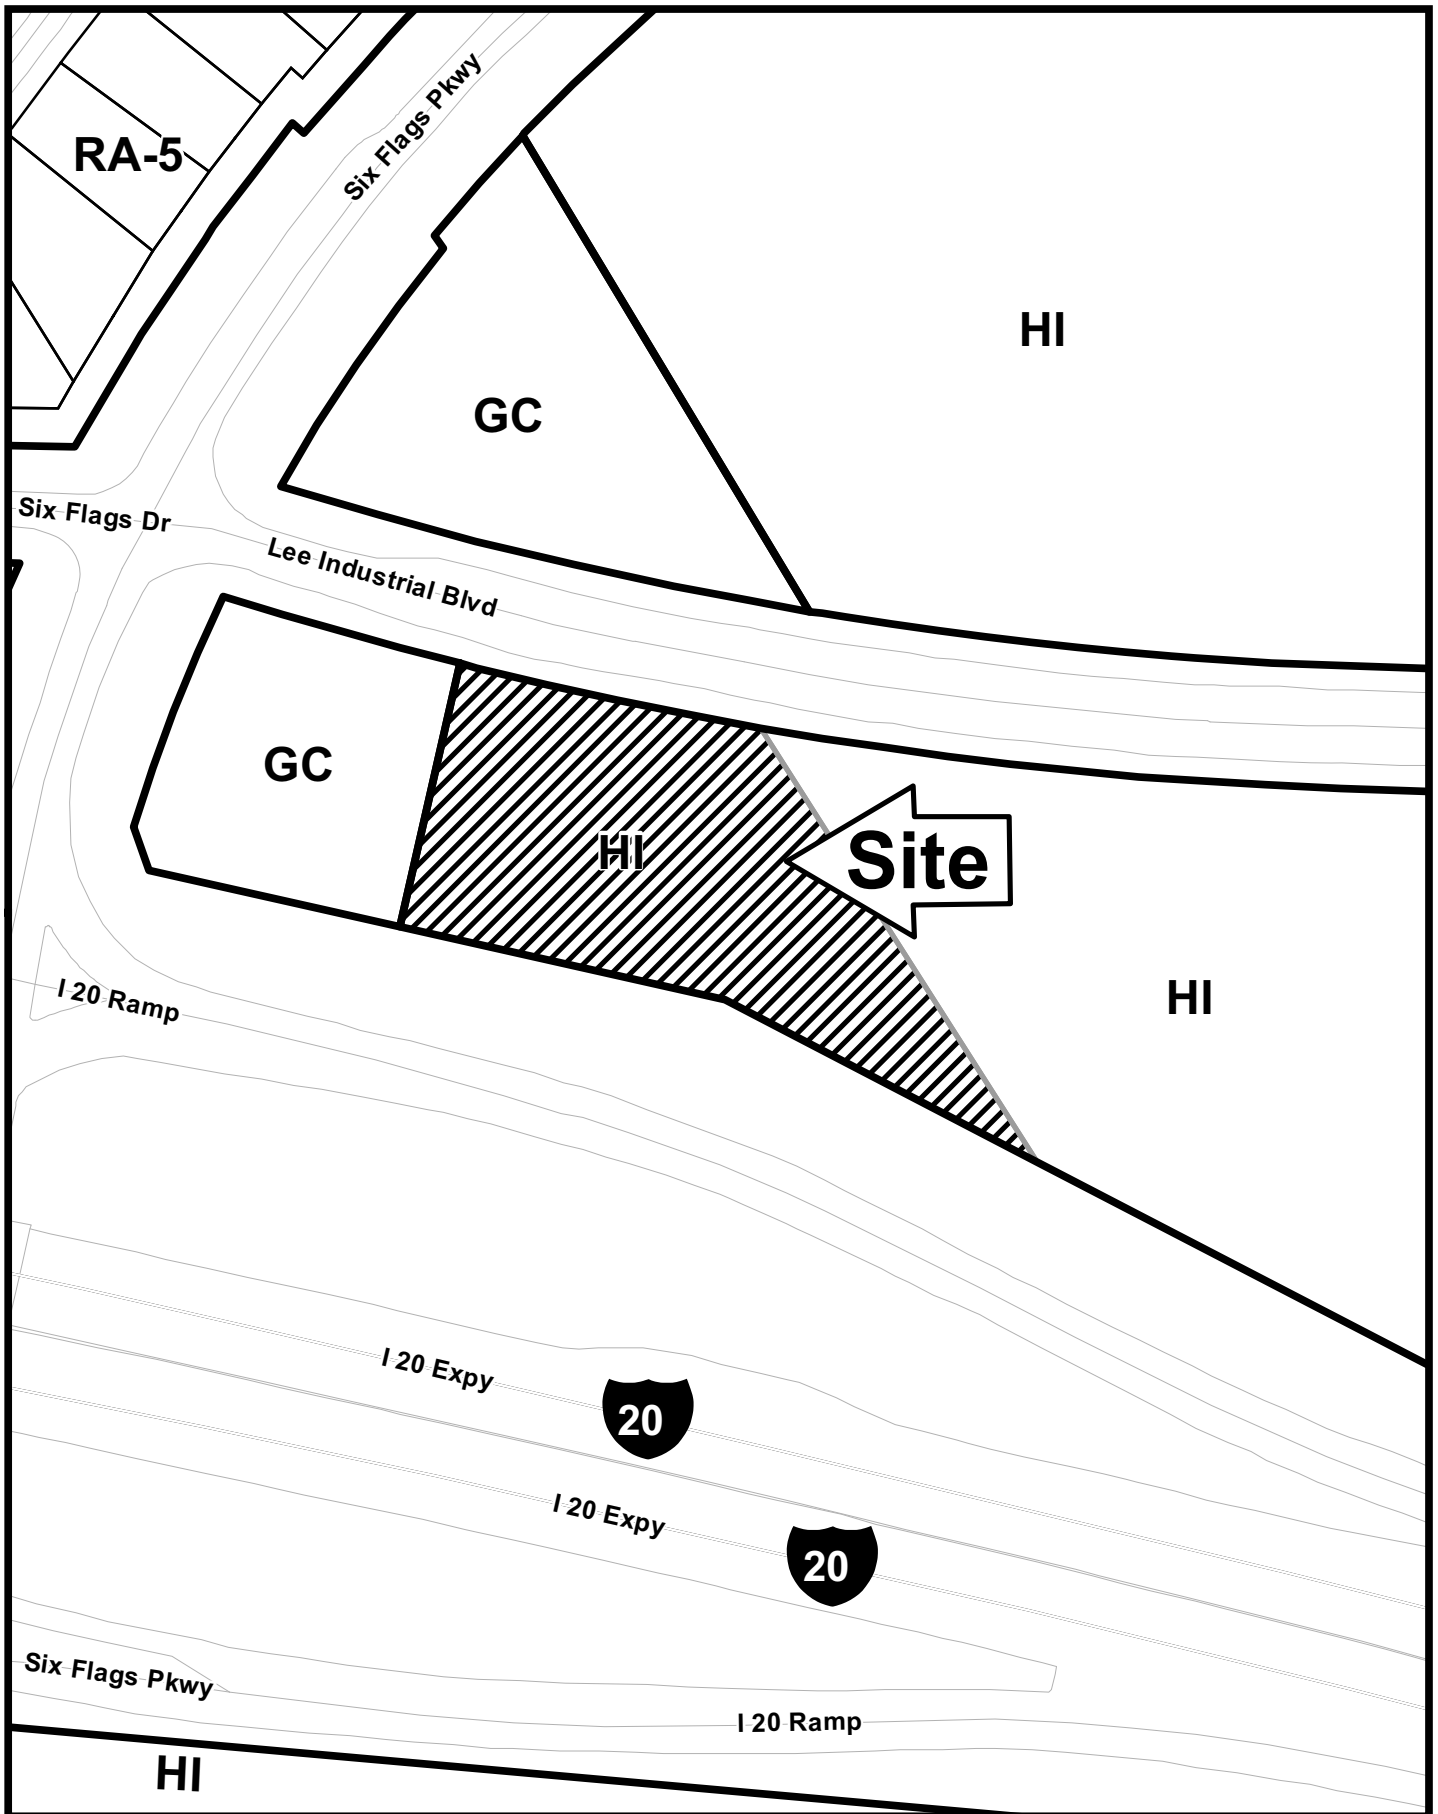 Six Flags Pkwy
RA-5
HI
GC
Six Flags Dr
Lee Industrial Blvd
GC
HI
Site
HI
I 20 Ramp
I 20 Expy
20
I 20 Expy
20
Six Flags Pkwy
I 20 Ramp
HI